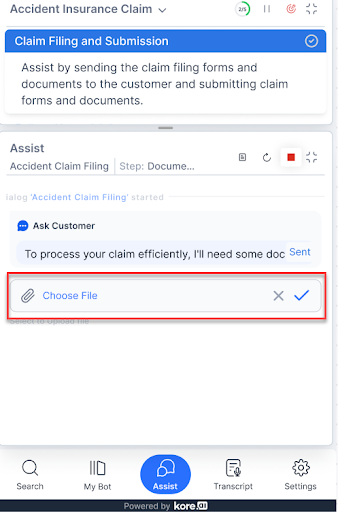 Accident Insurance Claim
2/5
Claim Filing and Submission
Assist by sending the claim filing forms and
documents to the customer and submitting claim
forms and documents.
Assist
Accident Claim Filing Step: Docume...
ialog 'Accident Claim Filing' started
Ask Customer
To process your claim efficiently, I'll need some doc Sent
Choose File
Select to upload file
Search My Bot Assist Transcript Settings
Powered by kore.ai